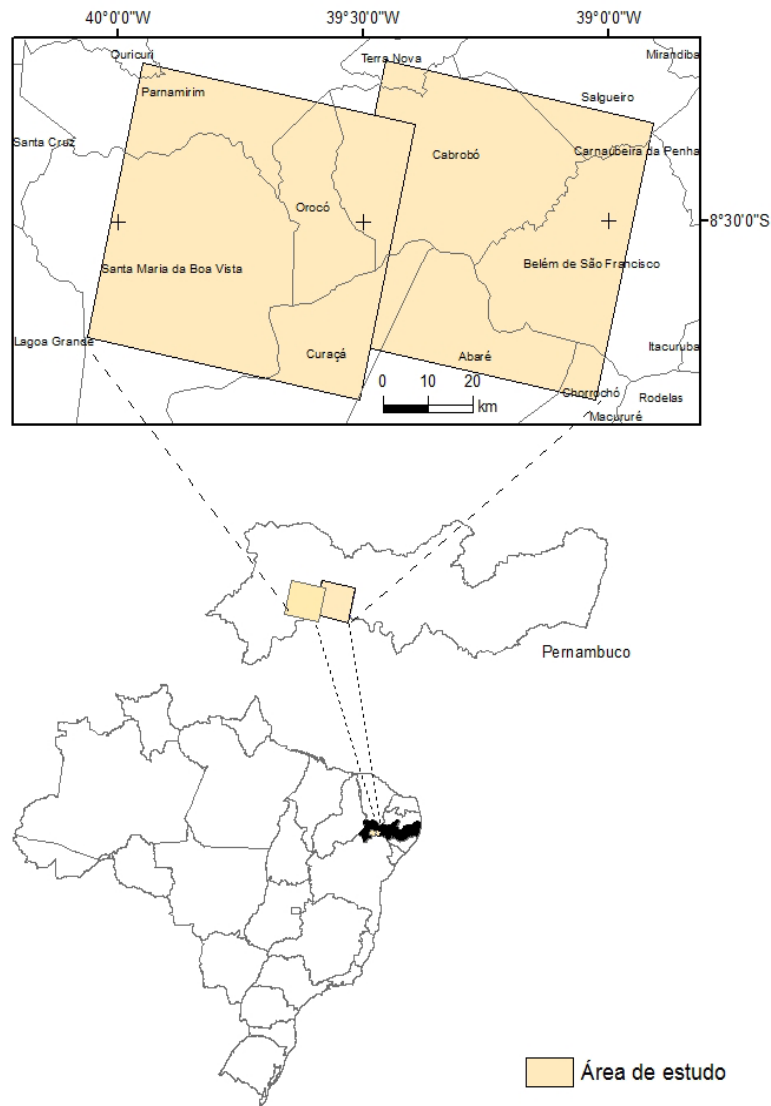 40°0'0"W 39°30'0"W 39°0'0"W
Ouricuri
Terra Nova
Mirandiba
Parnamirim
Salgueiro
Santa Cruz
Cabrobó
Carnaubeira da Penha
Orocó
8°30'0"S
Santa Maria da Boa Vista
Belém de São Francisco
Lagoa Grande
Curaçá
Abaré
Itacuruba
0 10 20
km
Chorrochó
Rodelas
Macururé
Pernambuco
Área de estudo